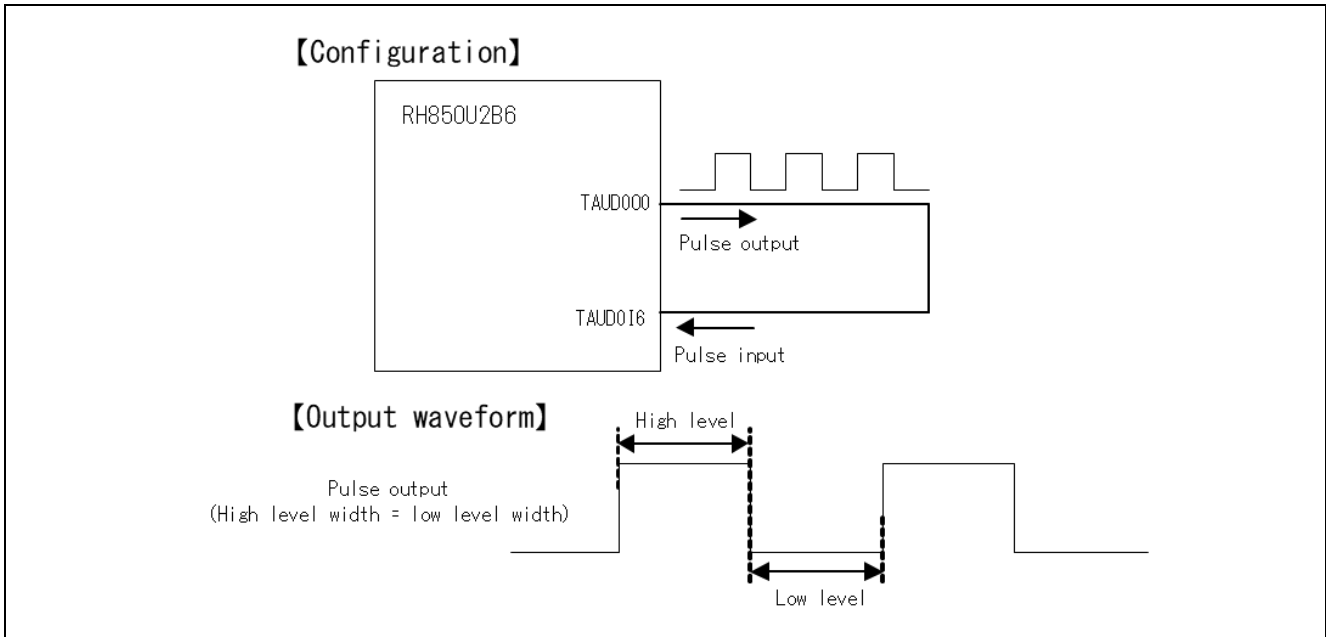 【Configuration】
RH850U2B6
TAUD0O0
Pulse output
TAUD0I6
Pulse input
【Output waveform】
High level
Pulse output
(High level width = low level width)
Low level